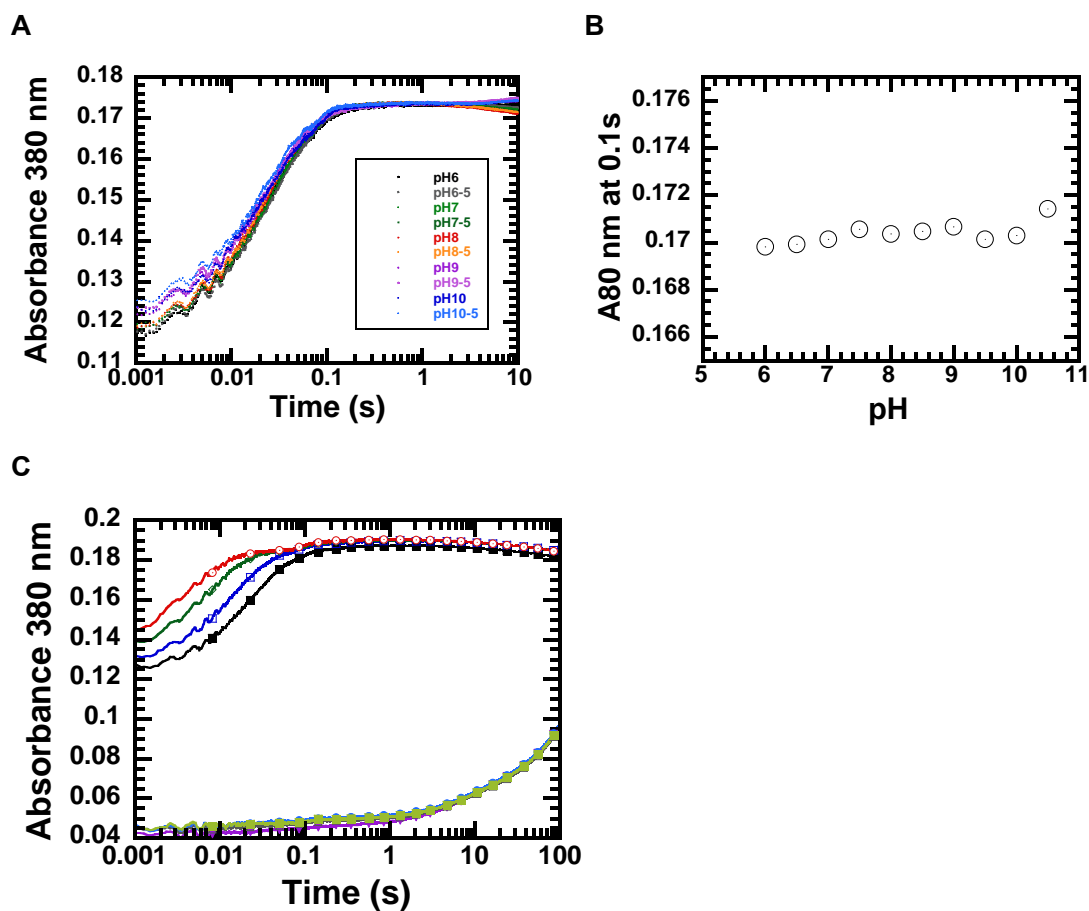 A
Absorbance 380 nm
0.18
0.17
0.16
0.15
0.14
0.13
0.12
0.11
0.001
0.01
0.1
1
10
Time (s)
pH6
pH6-5
pH7
pH7-5
pH8
pH8-5
pH9
pH9-5
pH10
pH10-5
B
A80 nm at 0.1s
0.176
0.174
0.172
0.17
0.168
0.166
5
6
7
8
9
10
11
pH
C
Absorbance 380 nm
0.2
0.18
0.16
0.14
0.12
0.1
0.08
0.06
0.04
0.001
0.01
0.1
1
10
100
Time (s)